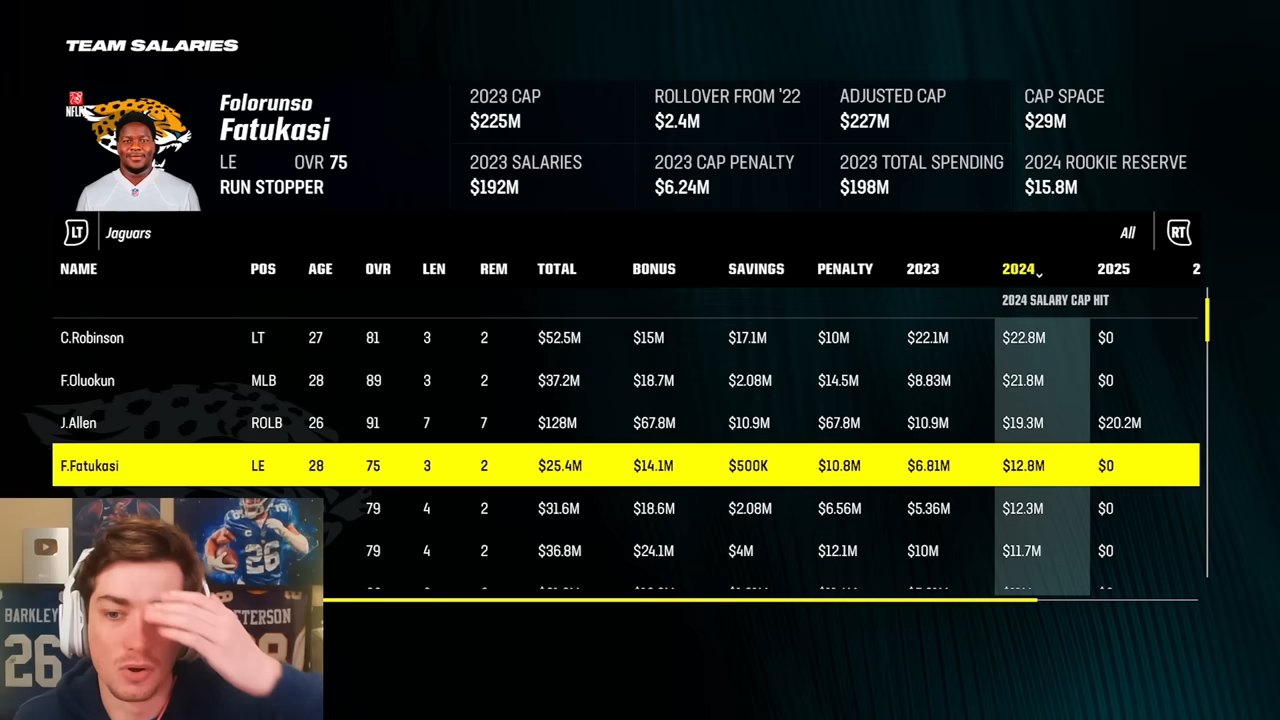 TEAM SALARIES
NFLPA
Folorunso
Fatukasi
LE OVR 75
RUN STOPPER
2023 CAP ROLLOVER FROM '22 ADJUSTED CAP CAP SPACE
$225M $2.4M $227M $29M
2023 SALARIES 2023 CAP PENALTY 2023 TOTAL SPENDING 2024 ROOKIE RESERVE
$192M $6.24M $198M $15.8M
LT Jaguars All RT
NAME POS AGE OVR LEN REM TOTAL BONUS SAVINGS PENALTY 2023 2024 2025 2
2024 SALARY CAP HIT
C.Robinson LT 27 81 3 2 $52.5M $15M $17.1M $10M $22.1M $22.8M $0
F.Oluokun MLB 28 89 3 2 $37.2M $18.7M $2.08M $14.5M $8.83M $21.8M $0
J.Allen ROLB 26 91 7 7 $128M $67.8M $10.9M $67.8M $10.9M $19.3M $20.2M
F.Fatukasi LE 28 75 3 2 $25.4M $14.1M $500K $10.8M $6.81M $12.8M $0
79 4 2 $31.6M $18.6M $2.08M $6.56M $5.36M $12.3M $0
79 4 2 $36.8M $24.1M $4M $12.1M $10M $11.7M $0
26
BARKLEY
26
ETERSON